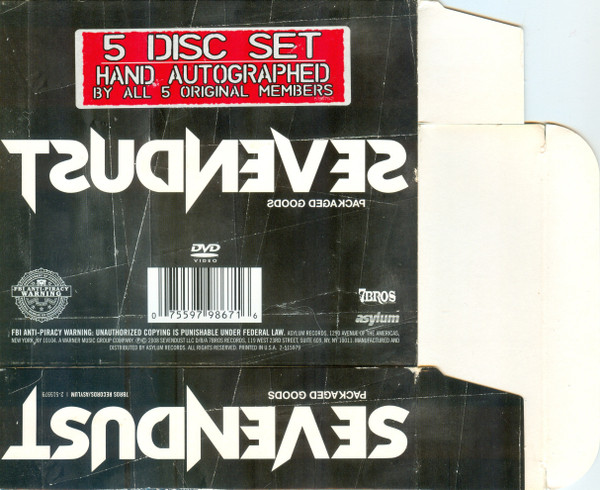 5 DISC SET
HAND AUTOGRAPHED
BY ALL 5 ORIGINAL MEMBERS
SEVENDUST
PACKAGED GOODS
DVD
VIDEO
FBI ANTI-PIRACY
WARNING
0 75597 98671 6
7BROS
asylum
FBI ANTI-PIRACY WARNING: UNAUTHORIZED COPYING IS PUNISHABLE UNDER FEDERAL LAW. ASYLUM RECORDS, 1290 AVENUE OF THE AMERICAS,
NEW YORK, NY 10104. A WARNER MUSIC GROUP COMPANY. ℗© 2008 SEVENDUST LLC D/B/A 7BROS RECORDS, 110 WEST 23RD STREET, SUITE 609, NY, NY 10011. MANUFACTURED AND
DISTRIBUTED BY ASYLUM RECORDS. ALL RIGHTS RESERVED. PRINTED IN U.S.A. 2-515979
7BROS RECORDS/ASYLUM | 2-515979
PACKAGED GOODS
SEVENDUST